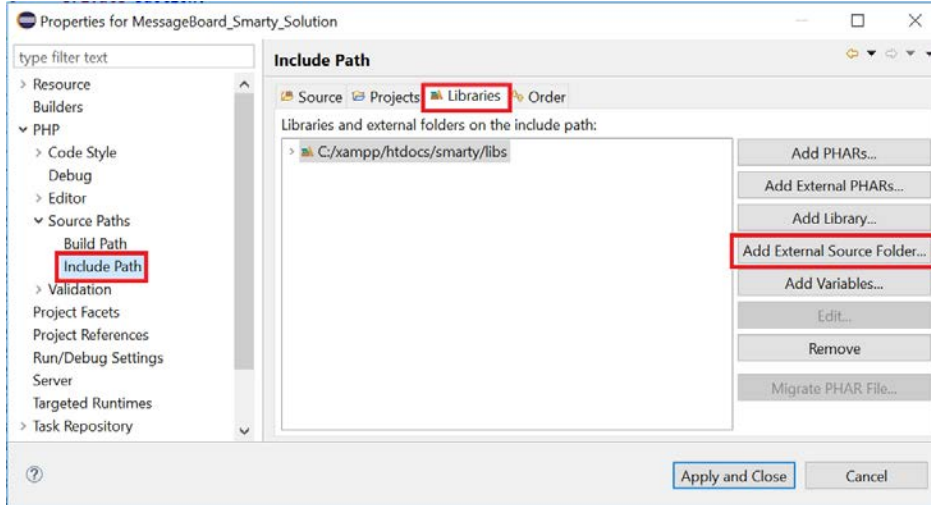 Properties for MessageBoard_Smarty_Solution
type filter text
Resource
Builders
PHP
Code Style
Debug
Editor
Source Paths
Build Path
Include Path
Validation
Project Facets
Project References
Run/Debug Settings
Server
Targeted Runtimes
Task Repository
Include Path
Source Projects Libraries Order
Libraries and external folders on the include path:
C:/xampp/htdocs/smarty/libs
Add PHARs...
Add External PHARs...
Add Library...
Add External Source Folder...
Add Variables...
Edit...
Remove
Migrate PHAR File...
Apply and Close
Cancel